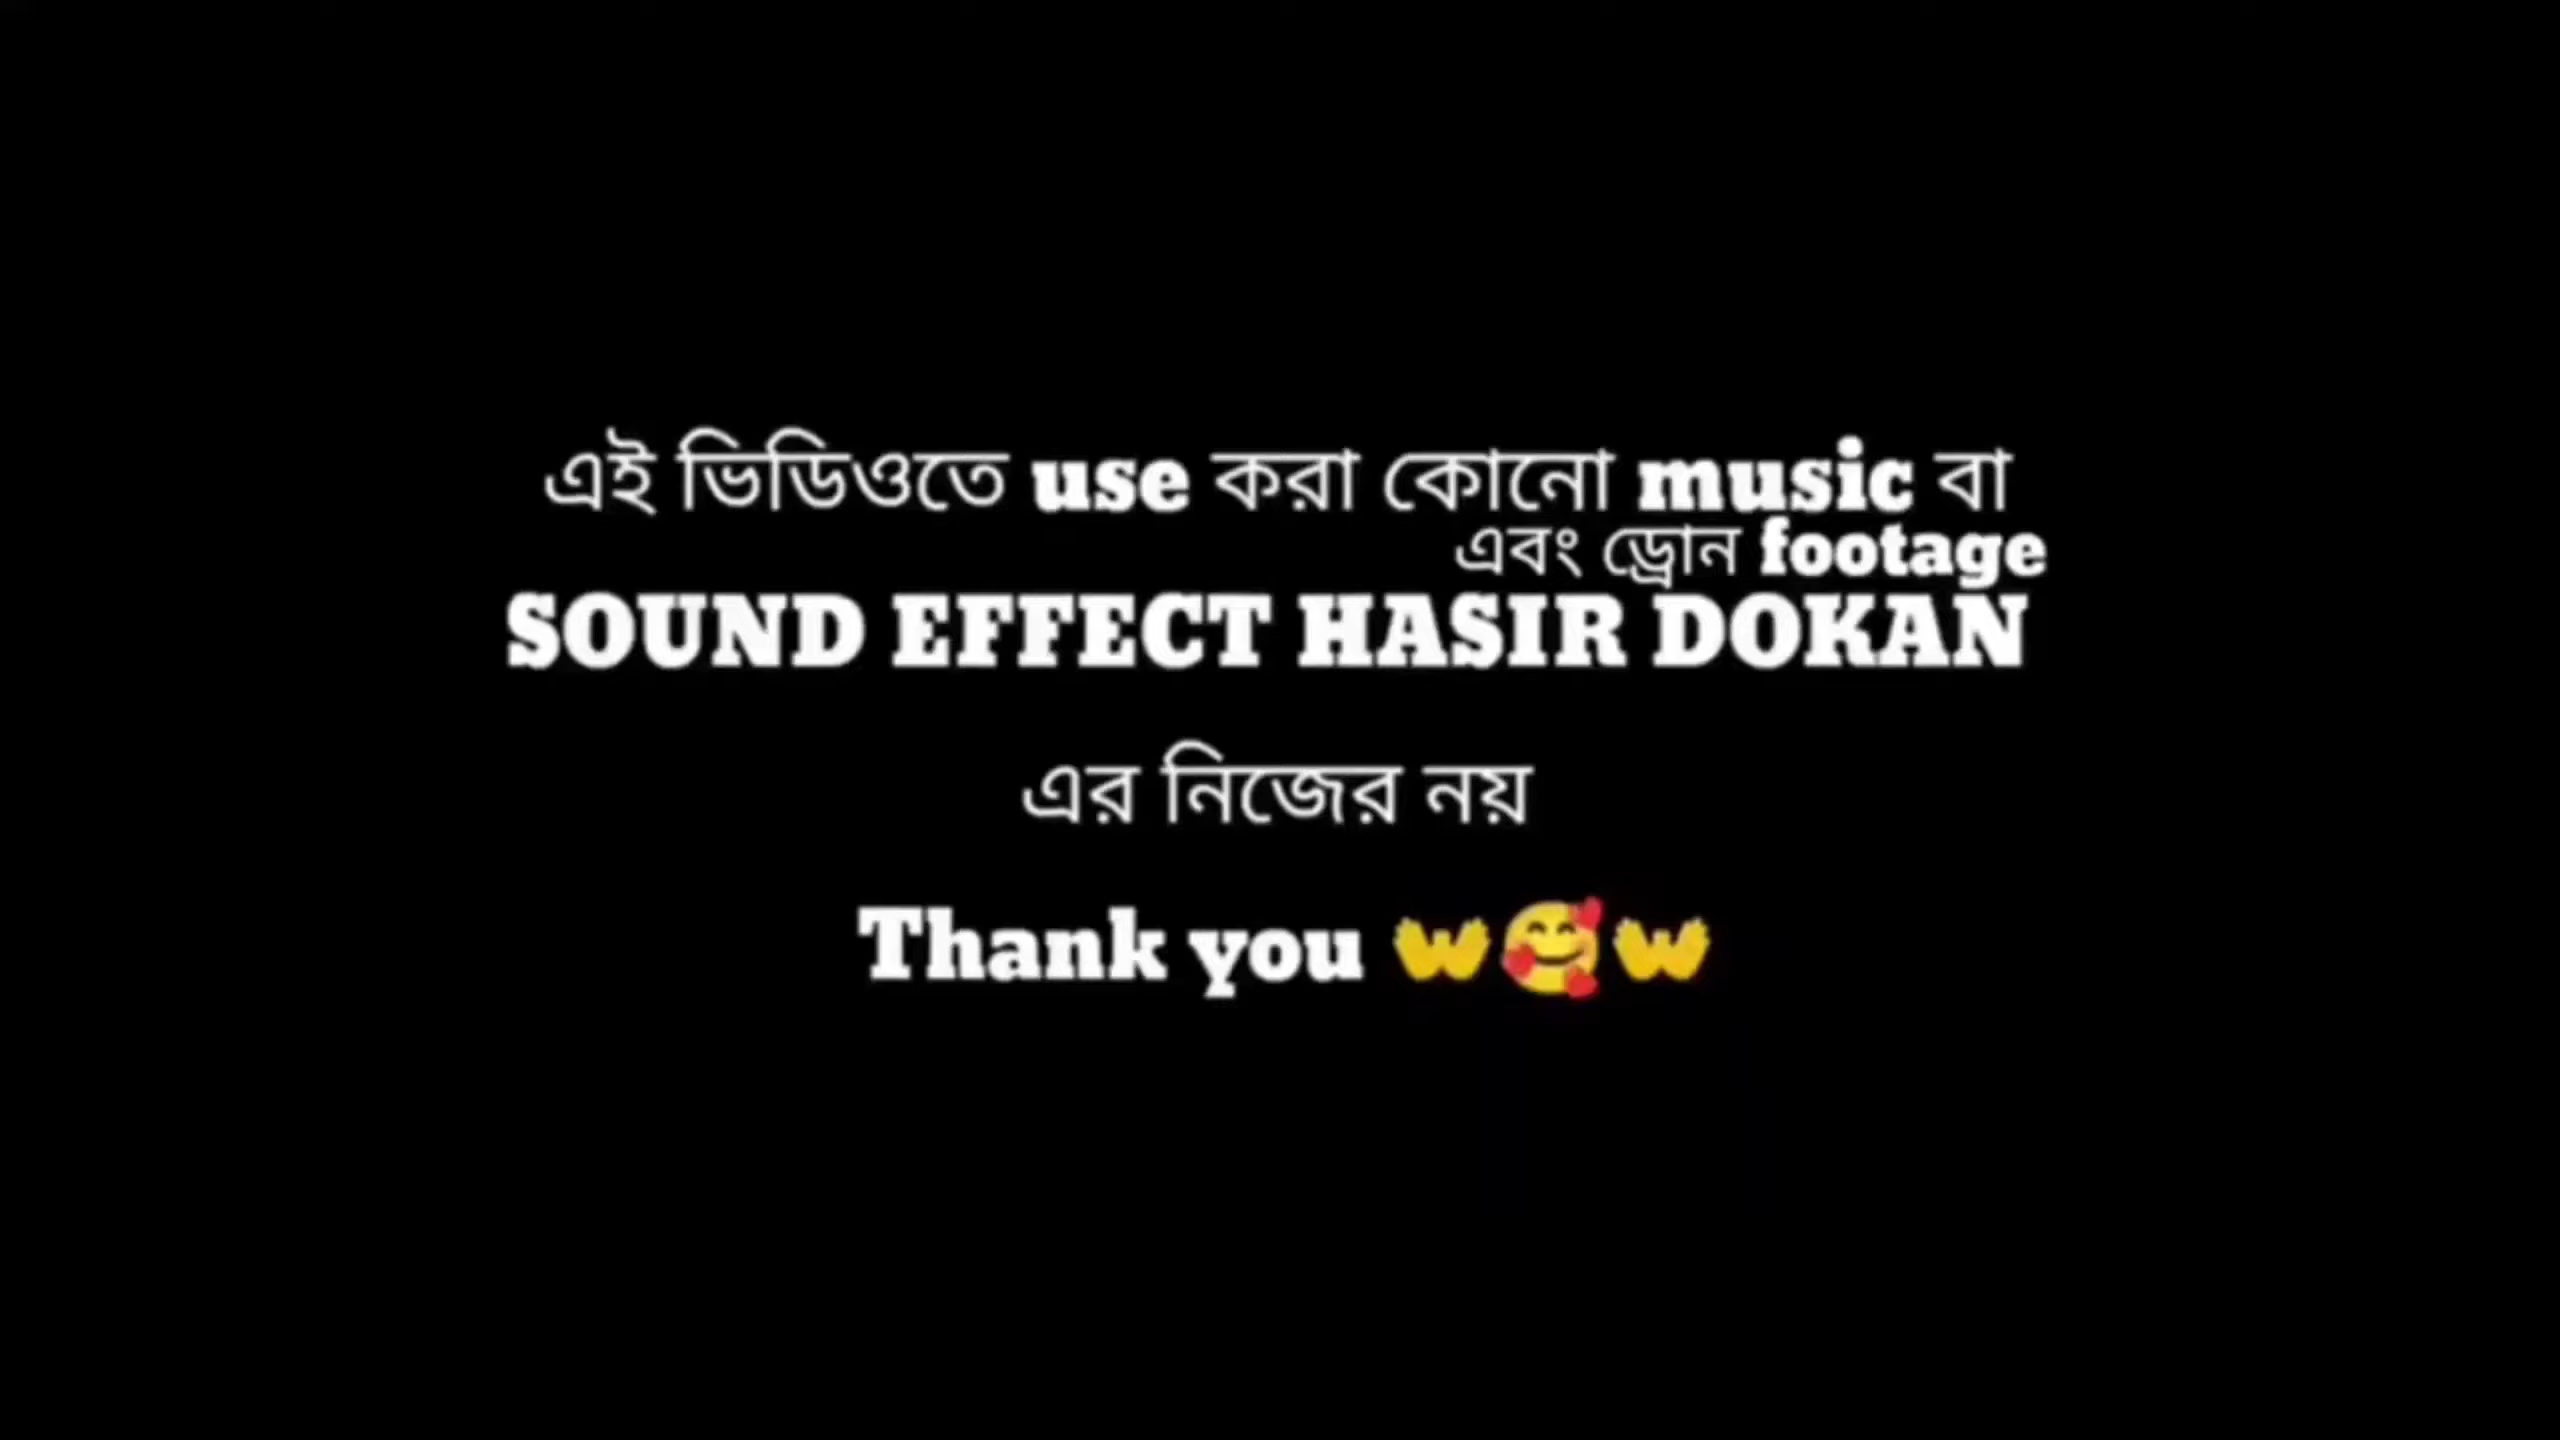 এই ভিডিওতে use করা কোনো music বা
এবং ড্রোন footage
SOUND EFFECT HASIR DOKAN
এর নিজের নয়
Thank you 👐🥰👐